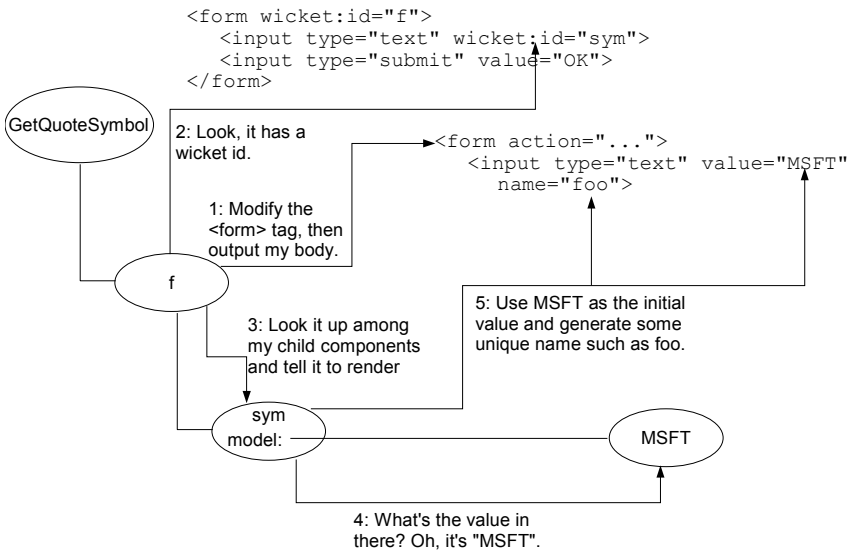 <form wicket:id="f">
<input type="text" wicket:id="sym">
<input type="submit" value="OK">
</form>
GetQuoteSymbol
2: Look, it has a
wicket id.
<form action="...">
<input type="text" value="MSFT"
name="foo">
1: Modify the
<form> tag, then
output my body.
f
3: Look it up among
my child components
and tell it to render
5: Use MSFT as the initial
value and generate some
unique name such as foo.
sym
model:
MSFT
4: What's the value in
there? Oh, it's "MSFT".